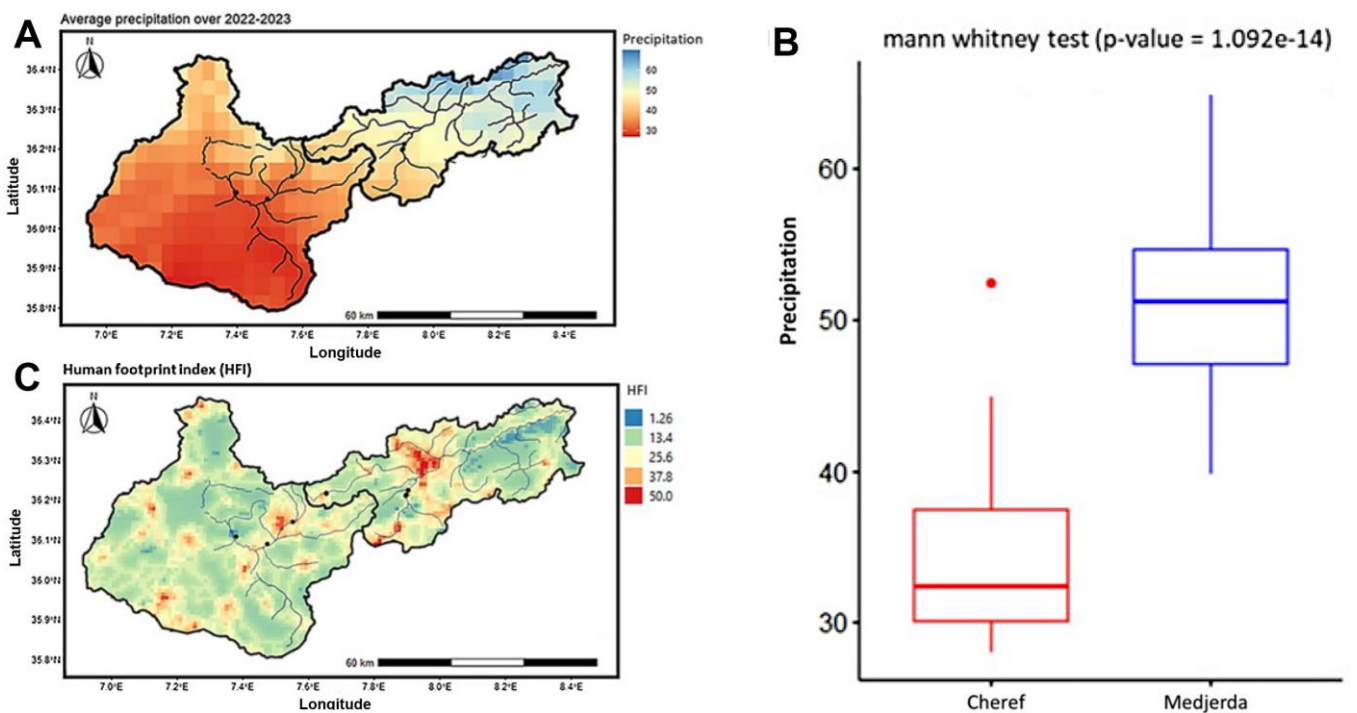 A
Average precipitation over 2022-2023
N
Precipitation
60
50
40
30
36.4°N
36.3°N
36.2°N
36.1°N
36.0°N
35.9°N
35.8°N
Latitude
60 km
7.0°E 7.2°E 7.4°E 7.6°E 7.8°E 8.0°E 8.2°E 8.4°E
Longitude
B
mann whitney test (p-value = 1.092e-14)
Precipitation
60
50
40
30
Cheref Medjerda
C
Human footprint index (HFI)
N
HFI
1.26
13.4
25.6
37.8
50.0
36.4°N
36.3°N
36.2°N
36.1°N
36.0°N
35.9°N
35.8°N
Latitude
60 km
7.0°E 7.2°E 7.4°E 7.6°E 7.8°E 8.0°E 8.2°E 8.4°E
Longitude